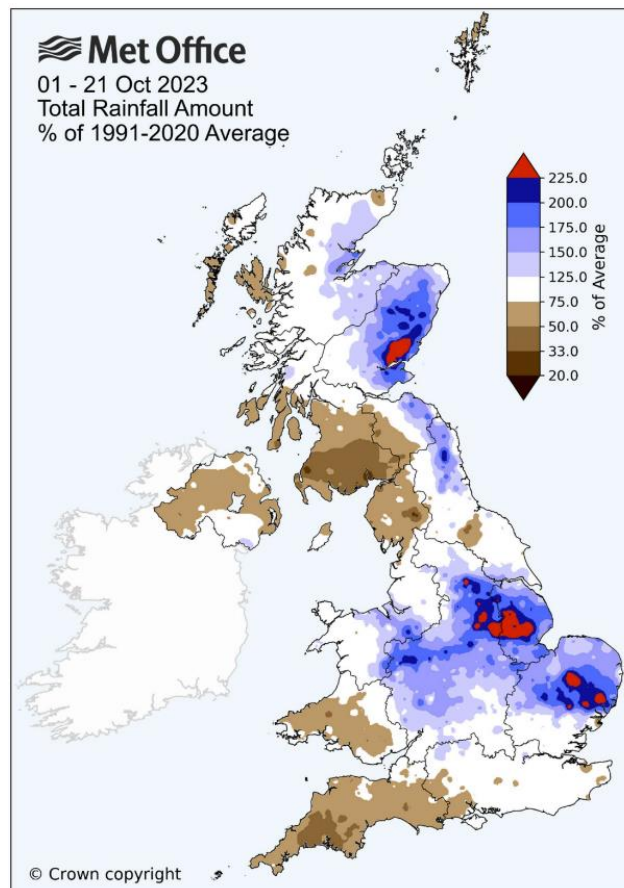 Met Office
01 - 21 Oct 2023
Total Rainfall Amount
% of 1991-2020 Average
225.0
200.0
175.0
150.0
125.0
75.0
50.0
33.0
20.0
% of Average
© Crown copyright